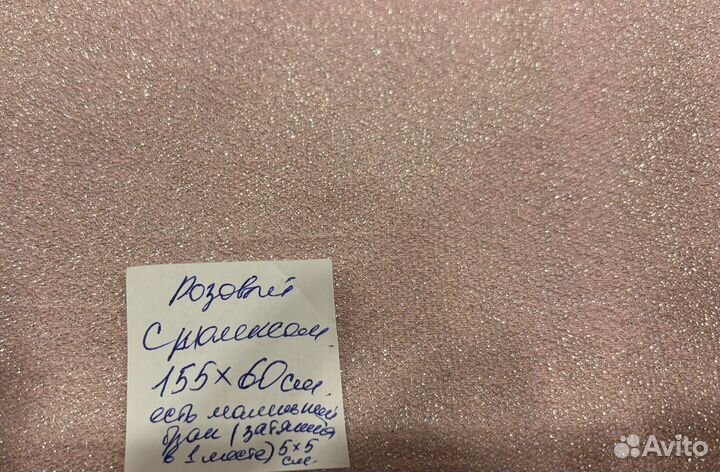 Розовый
с люрексом.
155×60 см.
есть маленький
брак (затяжка
в 1 месте) 5×5
см.
Avito